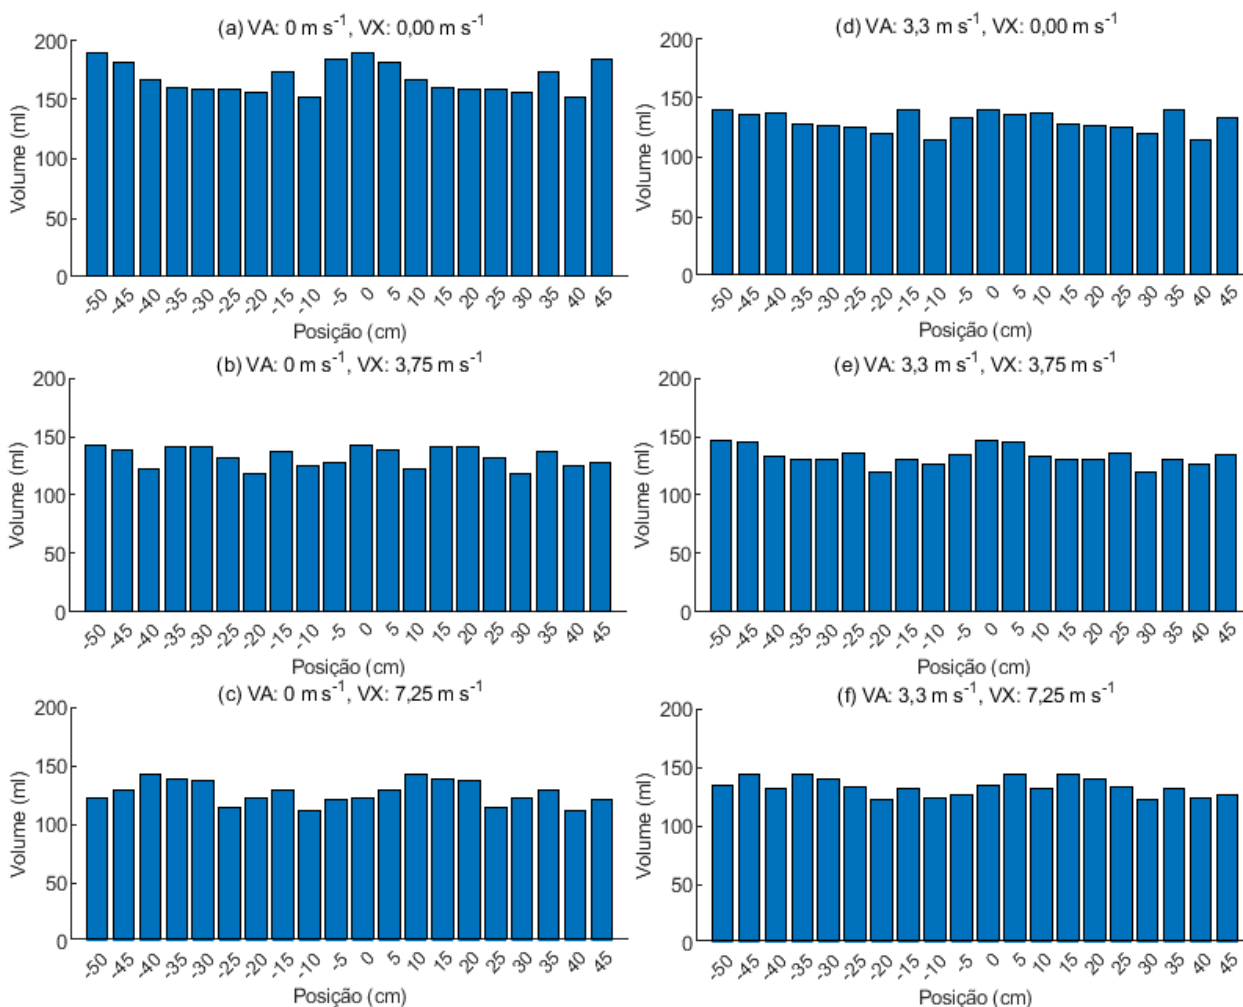 (a) VA: 0 m s⁻¹, VX: 0,00 m s⁻¹
200
150
100
50
0
Volume (ml)
-50 -45 -40 -35 -30 -25 -20 -15 -10 -5 0 5 10 15 20 25 30 35 40 45
Posição (cm)
(d) VA: 3,3 m s⁻¹, VX: 0,00 m s⁻¹
200
150
100
50
0
Volume (ml)
-50 -45 -40 -35 -30 -25 -20 -15 -10 -5 0 5 10 15 20 25 30 35 40 45
Posição (cm)
(b) VA: 0 m s⁻¹, VX: 3,75 m s⁻¹
200
150
100
50
0
Volume (ml)
-50 -45 -40 -35 -30 -25 -20 -15 -10 -5 0 5 10 15 20 25 30 35 40 45
Posição (cm)
(e) VA: 3,3 m s⁻¹, VX: 3,75 m s⁻¹
200
150
100
50
0
Volume (ml)
-50 -45 -40 -35 -30 -25 -20 -15 -10 -5 0 5 10 15 20 25 30 35 40 45
Posição (cm)
(c) VA: 0 m s⁻¹, VX: 7,25 m s⁻¹
200
150
100
50
0
Volume (ml)
-50 -45 -40 -35 -30 -25 -20 -15 -10 -5 0 5 10 15 20 25 30 35 40 45
Posição (cm)
(f) VA: 3,3 m s⁻¹, VX: 7,25 m s⁻¹
200
150
100
50
0
Volume (ml)
-50 -45 -40 -35 -30 -25 -20 -15 -10 -5 0 5 10 15 20 25 30 35 40 45
Posição (cm)